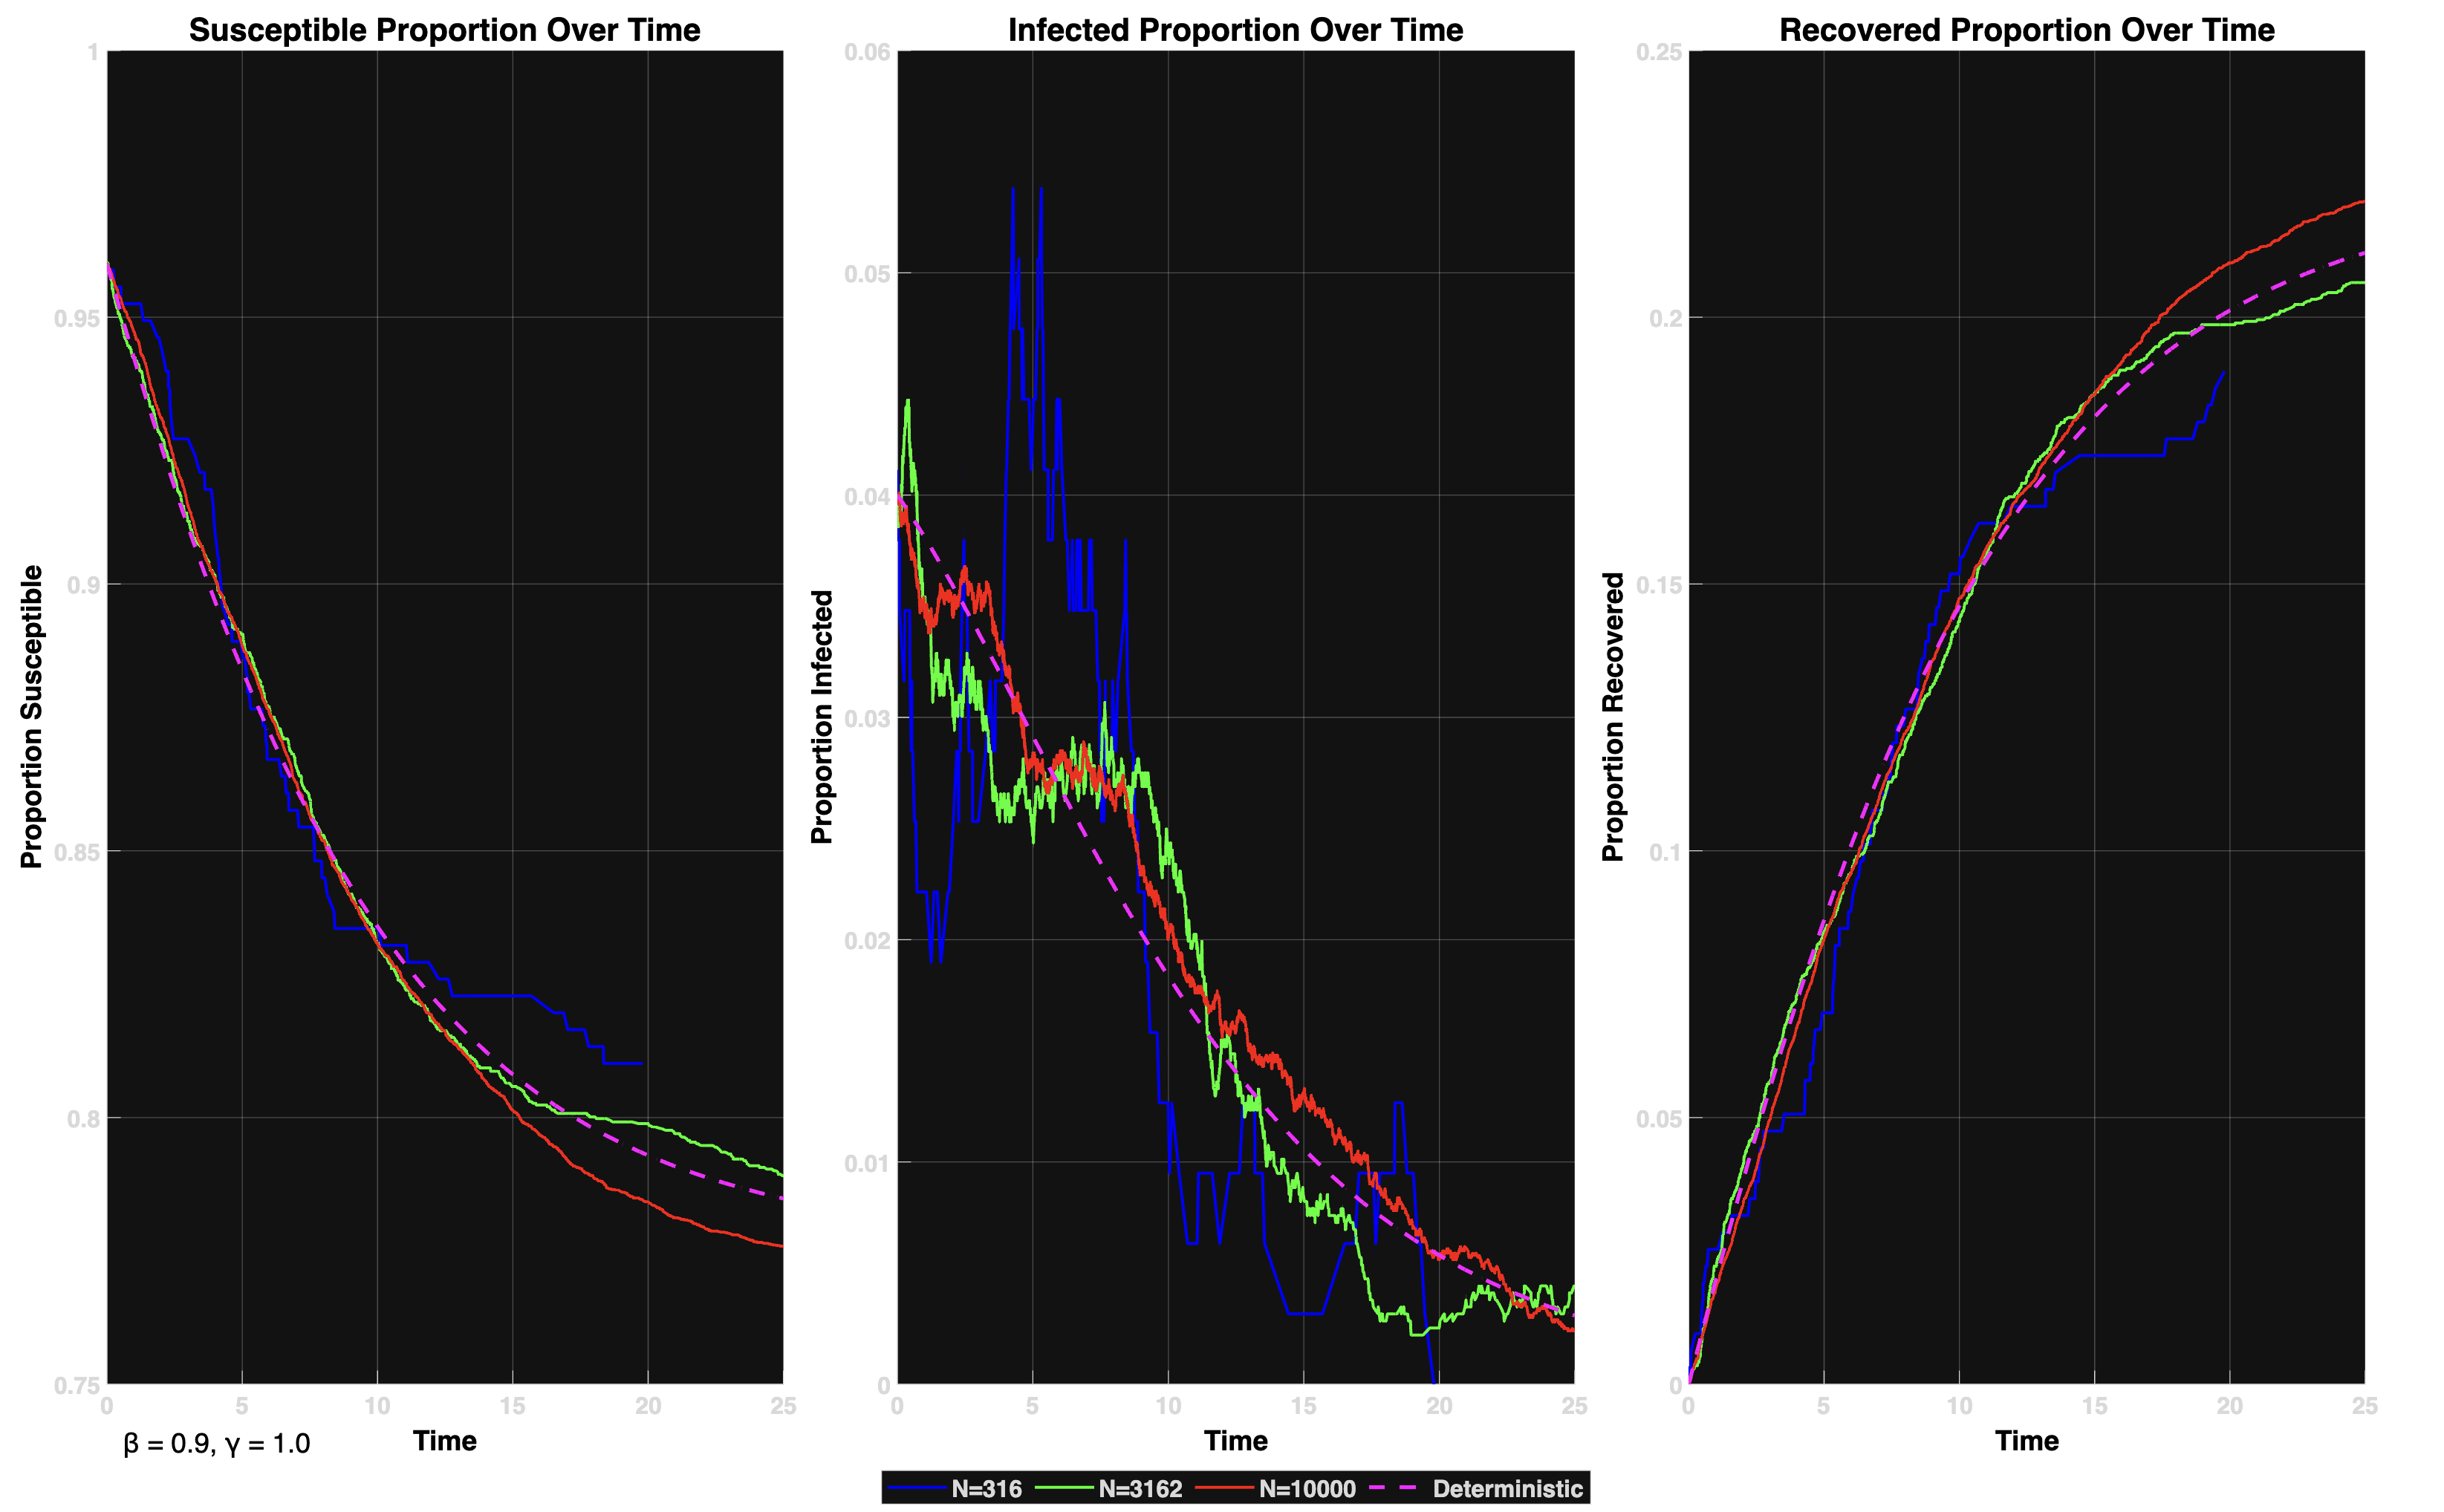 Susceptible Proportion Over Time
Infected Proportion Over Time
Recovered Proportion Over Time
Proportion Susceptible
1
0.95
0.9
0.85
0.8
0.75
0 5 10 15 20 25
Time
β = 0.9, γ = 1.0
Proportion Infected
0.06
0.05
0.04
0.03
0.02
0.01
0
0 5 10 15 20 25
Time
Proportion Recovered
0.25
0.2
0.15
0.1
0.05
0
0 5 10 15 20 25
Time
N=316 N=3162 N=10000 Deterministic